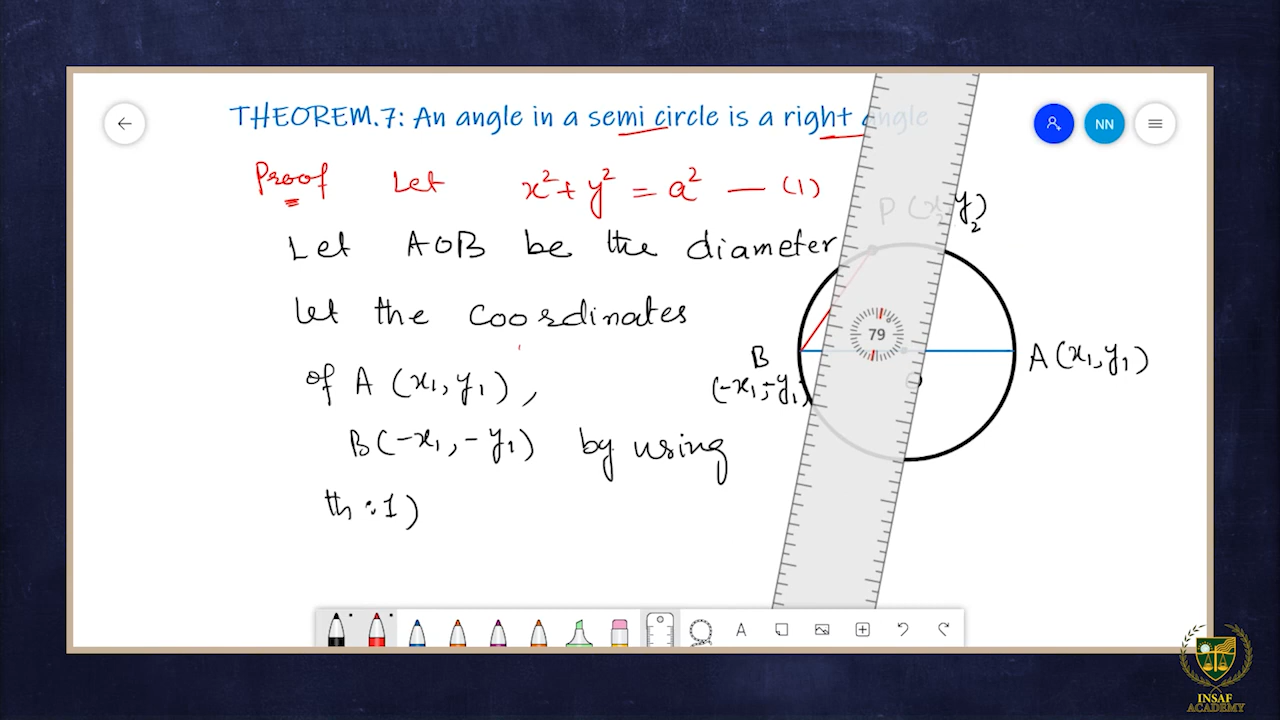 THEOREM.7: An angle in a semi circle is a right angle
NN
Proof Let x² + y² = a² — (1)
P (x₂, y₂)
Let AOB be the diameter
Let the coordinates
of A (x₁, y₁) ,
B (-x₁, -y₁) by using
th : 1)
B
(-x₁, -y₁)
A (x₁, y₁)
O
79°
A
INSAF
ACADEMY